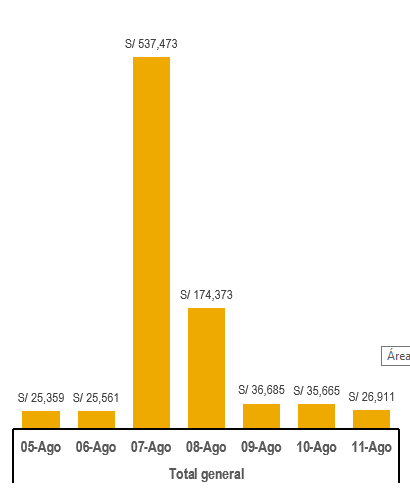 S/ 537,473
S/ 174,373
S/ 25,359
S/ 25,561
S/ 36,685
S/ 35,665
S/ 26,911
Área
05-Ago 06-Ago 07-Ago 08-Ago 09-Ago 10-Ago 11-Ago
Total general